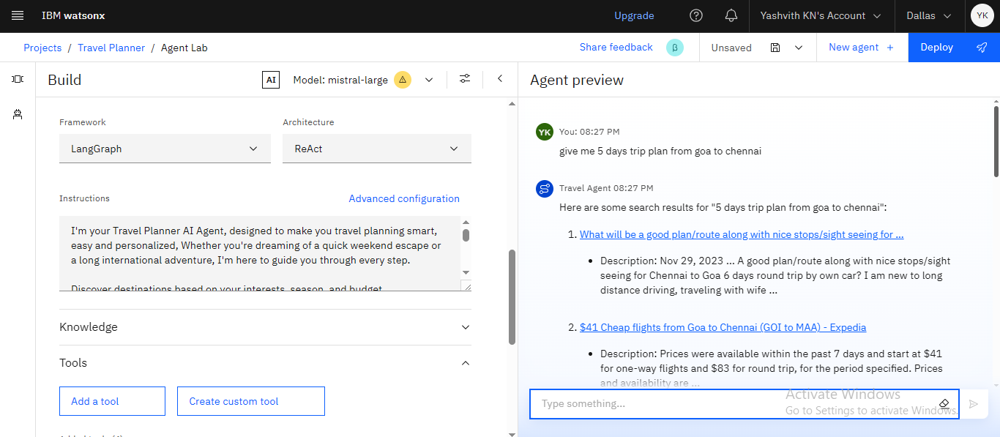 IBM watsonx
Upgrade
Yashvith KN's Account
Dallas
YK
Projects / Travel Planner / Agent Lab
Share feedback
β
Unsaved
New agent +
Deploy
Build
AI
Model: mistral-large
Agent preview
Framework
Architecture
LangGraph
ReAct
Instructions
Advanced configuration
I'm your Travel Planner AI Agent, designed to make you travel planning smart,
easy and personalized, Whether you're dreaming of a quick weekend escape or
a long international adventure, I'm here to guide you through every step.
Discover destinations based on your interests, season, and budget.
Knowledge
Tools
Add a tool
Create custom tool
YK
You: 08:27 PM
give me 5 days trip plan from goa to chennai
Travel Agent 08:27 PM
Here are some search results for "5 days trip plan from goa to chennai":
1. What will be a good plan/route along with nice stops/sight seeing for ...
• Description: Nov 29, 2023 ... A good plan/route along with nice stops/sight
seeing for Chennai to Goa 6 days round trip by own car? I am new to long
distance driving, traveling with wife ...
2. $41 Cheap flights from Goa to Chennai (GOI to MAA) - Expedia
• Description: Prices were available within the past 7 days and start at $41
for one-way flights and $83 for round trip, for the period specified. Prices
and availability are ...
Type something...
Activate Windows
Go to Settings to activate Windows.